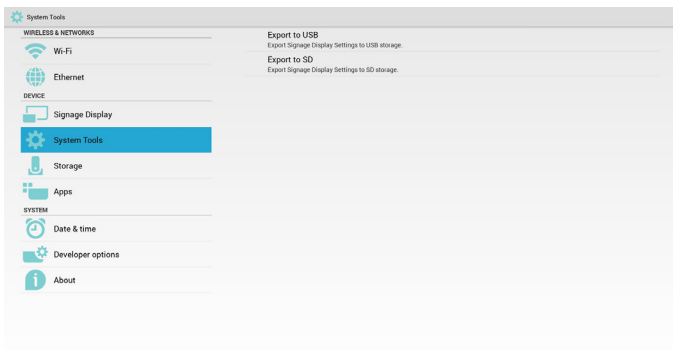 System Tools
WIRELESS & NETWORKS
Wi-Fi
Ethernet
DEVICE
Signage Display
System Tools
Storage
Apps
SYSTEM
Date & time
Developer options
About
Export to USB
Export Signage Display Settings to USB storage.
Export to SD
Export Signage Display Settings to SD storage.